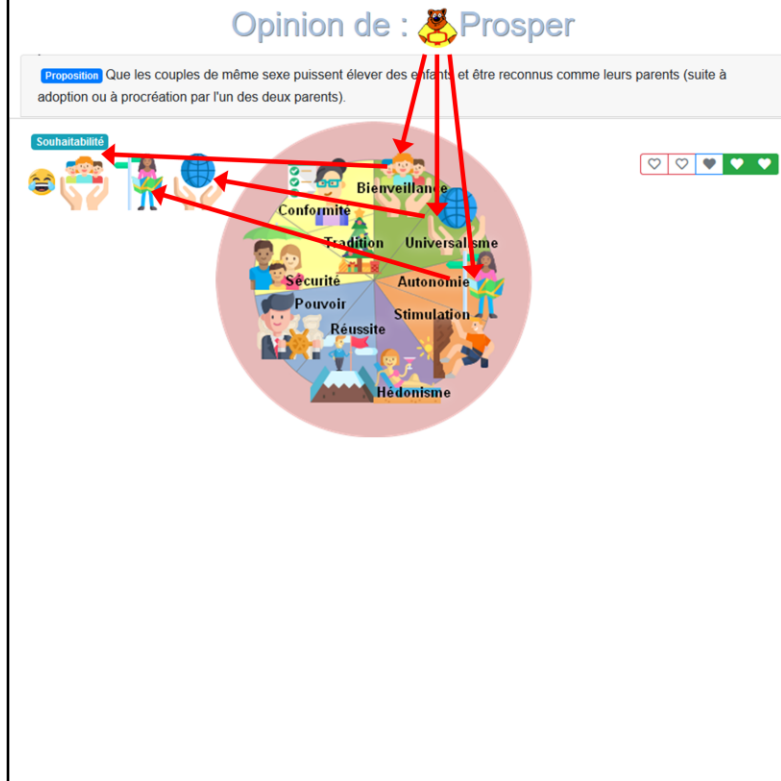 Opinion de : Prosper
Proposition Que les couples de même sexe puissent élever des enfants et être reconnus comme leurs parents (suite à
adoption ou à procréation par l'un des deux parents).
Souhaitabilité
Bienveillance
Conformité
Tradition
Universalisme
Sécurité
Autonomie
Pouvoir
Stimulation
Réussite
Hédonisme